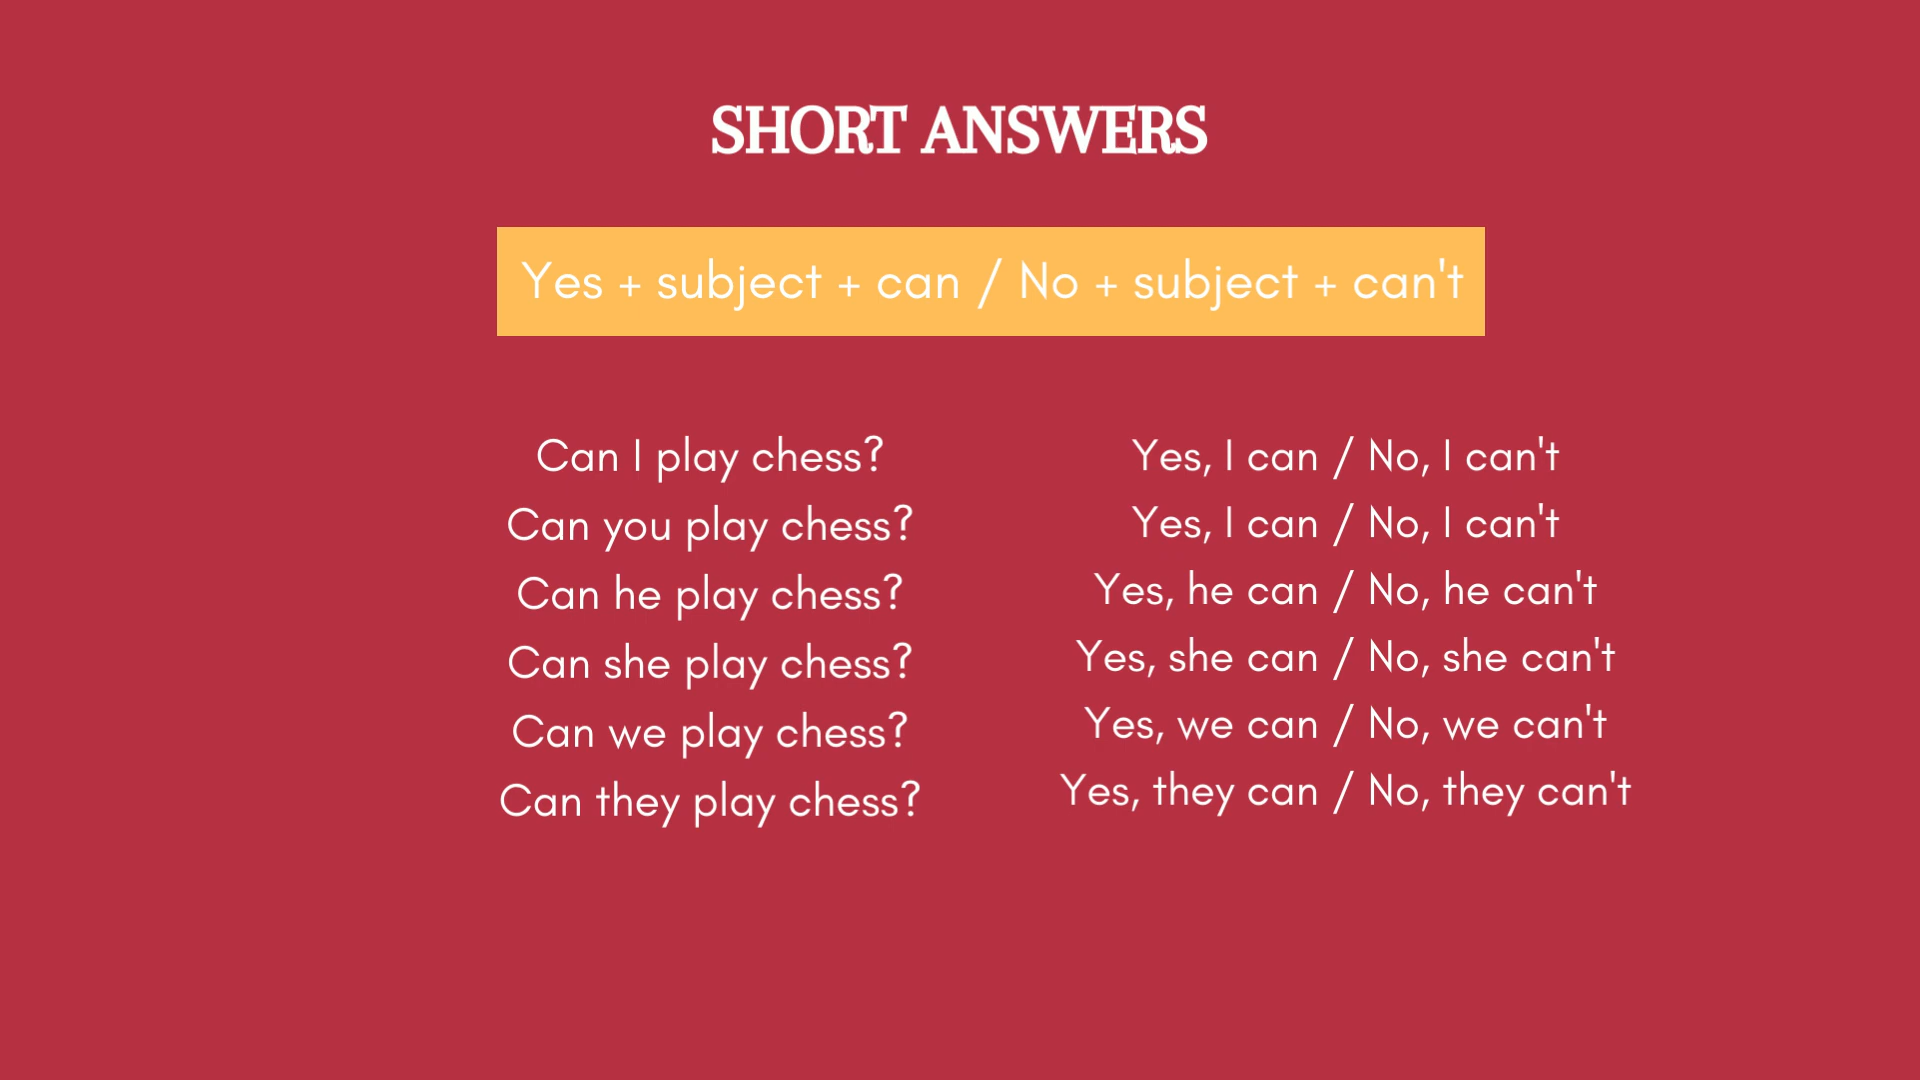 SHORT ANSWERS
Yes + subject + can / No + subject + can't
Can I play chess?
Can you play chess?
Can he play chess?
Can she play chess?
Can we play chess?
Can they play chess?
Yes, I can / No, I can't
Yes, I can / No, I can't
Yes, he can / No, he can't
Yes, she can / No, she can't
Yes, we can / No, we can't
Yes, they can / No, they can't